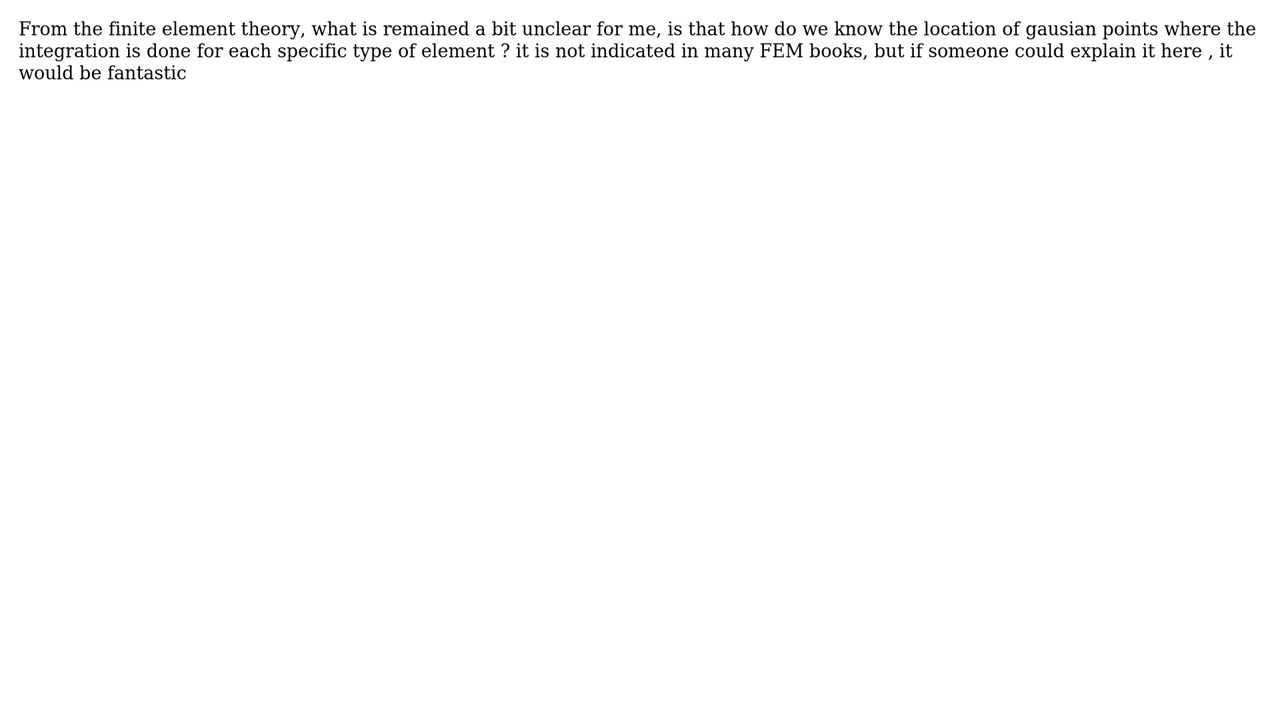 From the finite element theory, what is remained a bit unclear for me, is that how do we know the location of gausian points where the
integration is done for each specific type of element ? it is not indicated in many FEM books, but if someone could explain it here , it
would be fantastic